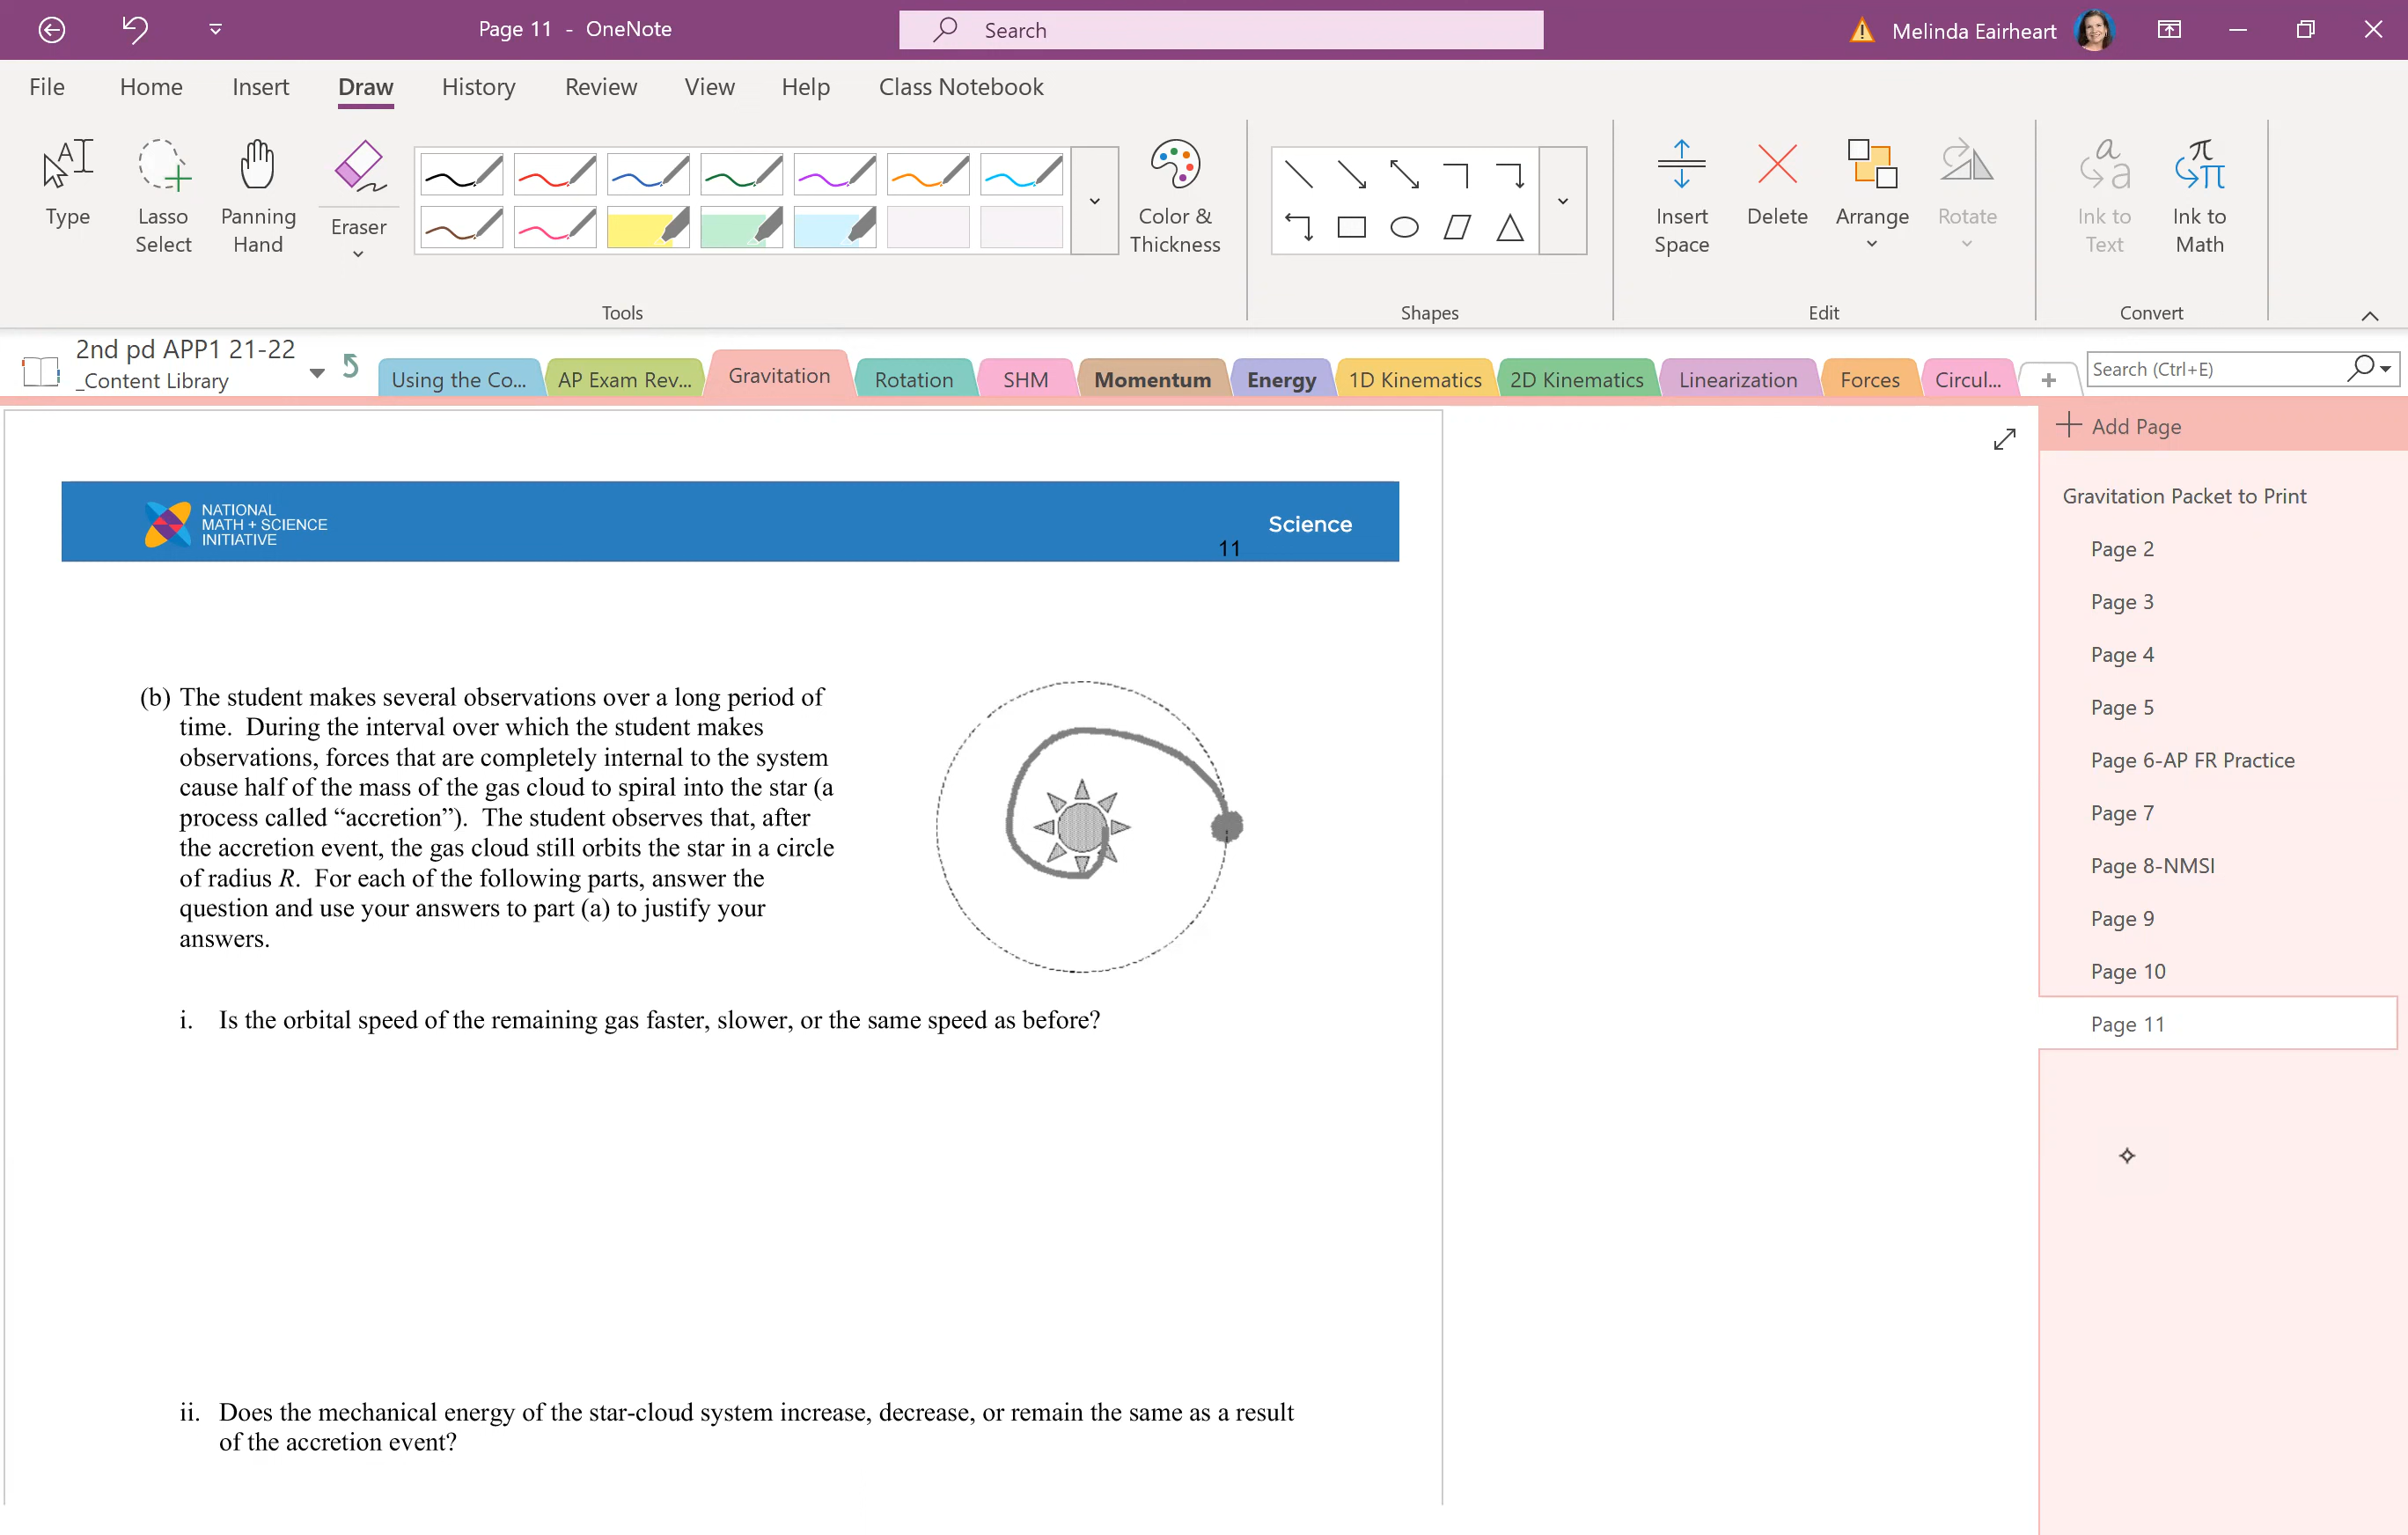 Page 11 - OneNote
Search
Melinda Eairheart
File Home Insert Draw History Review View Help Class Notebook
Type
Lasso Select
Panning Hand
Eraser
Color & Thickness
Insert Space
Delete
Arrange
Rotate
Ink to Text
Ink to Math
Tools
Shapes
Edit
Convert
2nd pd APP1 21-22
_Content Library
Using the Co... AP Exam Rev... Gravitation Rotation SHM Momentum Energy 1D Kinematics 2D Kinematics Linearization Forces Circul... +
Search (Ctrl+E)
Add Page
Gravitation Packet to Print
Page 2
Page 3
Page 4
Page 5
Page 6-AP FR Practice
Page 7
Page 8-NMSI
Page 9
Page 10
Page 11
NATIONAL
MATH + SCIENCE
INITIATIVE
Science
11
(b) The student makes several observations over a long period of
time. During the interval over which the student makes
observations, forces that are completely internal to the system
cause half of the mass of the gas cloud to spiral into the star (a
process called “accretion”). The student observes that, after
the accretion event, the gas cloud still orbits the star in a circle
of radius R. For each of the following parts, answer the
question and use your answers to part (a) to justify your
answers.
i. Is the orbital speed of the remaining gas faster, slower, or the same speed as before?
ii. Does the mechanical energy of the star-cloud system increase, decrease, or remain the same as a result
of the accretion event?